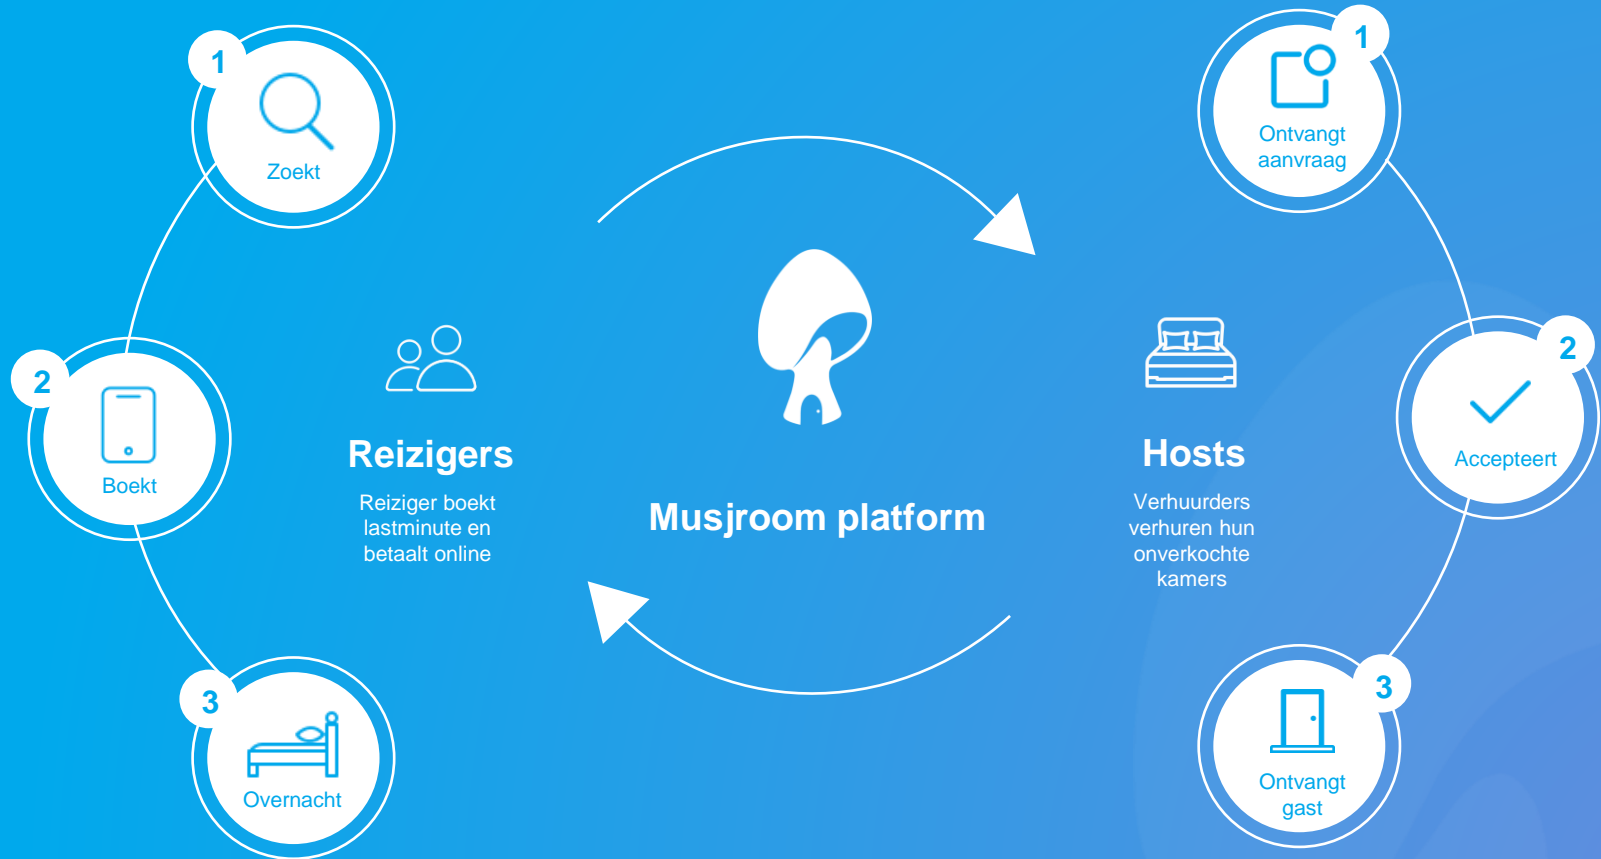 1
Zoekt
2
Boekt
3
Overnacht
Reizigers
Reiziger boekt
lastminute en
betaalt online
Musjroom platform
Hosts
Verhuurders
verhuren hun
onverkochte
kamers
1
Ontvangt
aanvraag
2
Accepteert
3
Ontvangt
gast